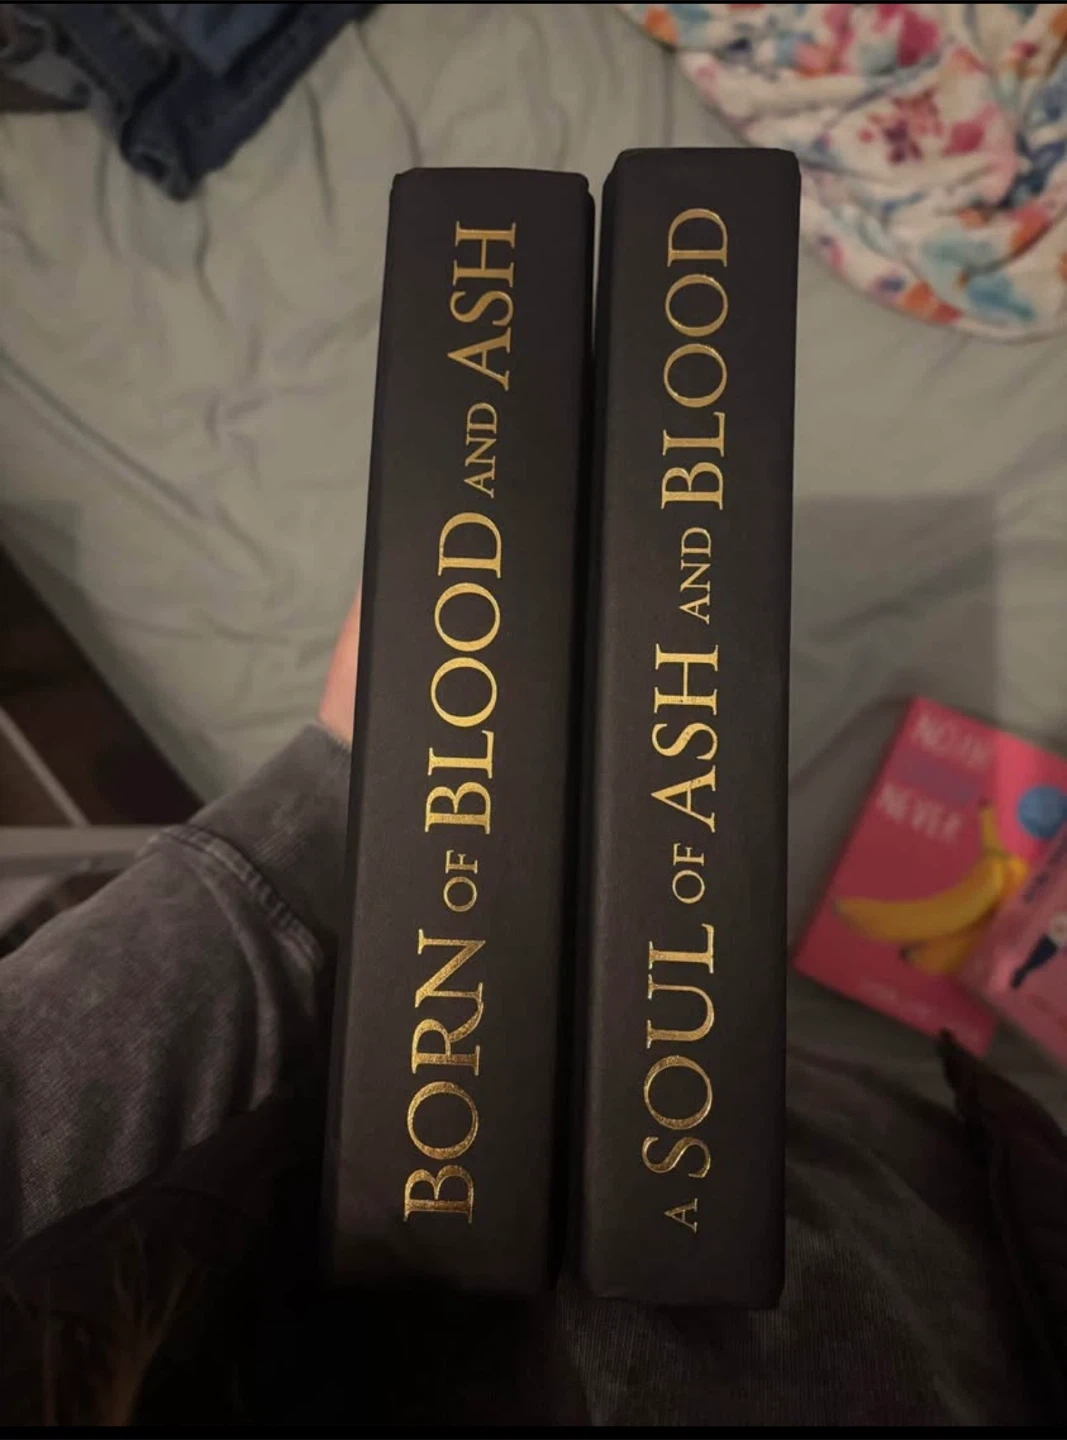 BORN OF BLOOD AND ASH
A SOUL OF ASH AND BLOOD
NEVER